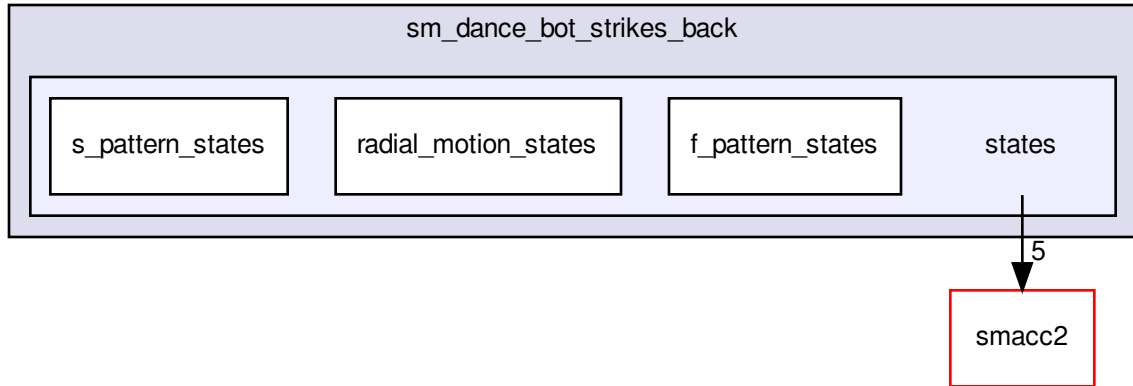 sm_dance_bot_strikes_back
s_pattern_states
radial_motion_states
f_pattern_states
states
5
smacc2